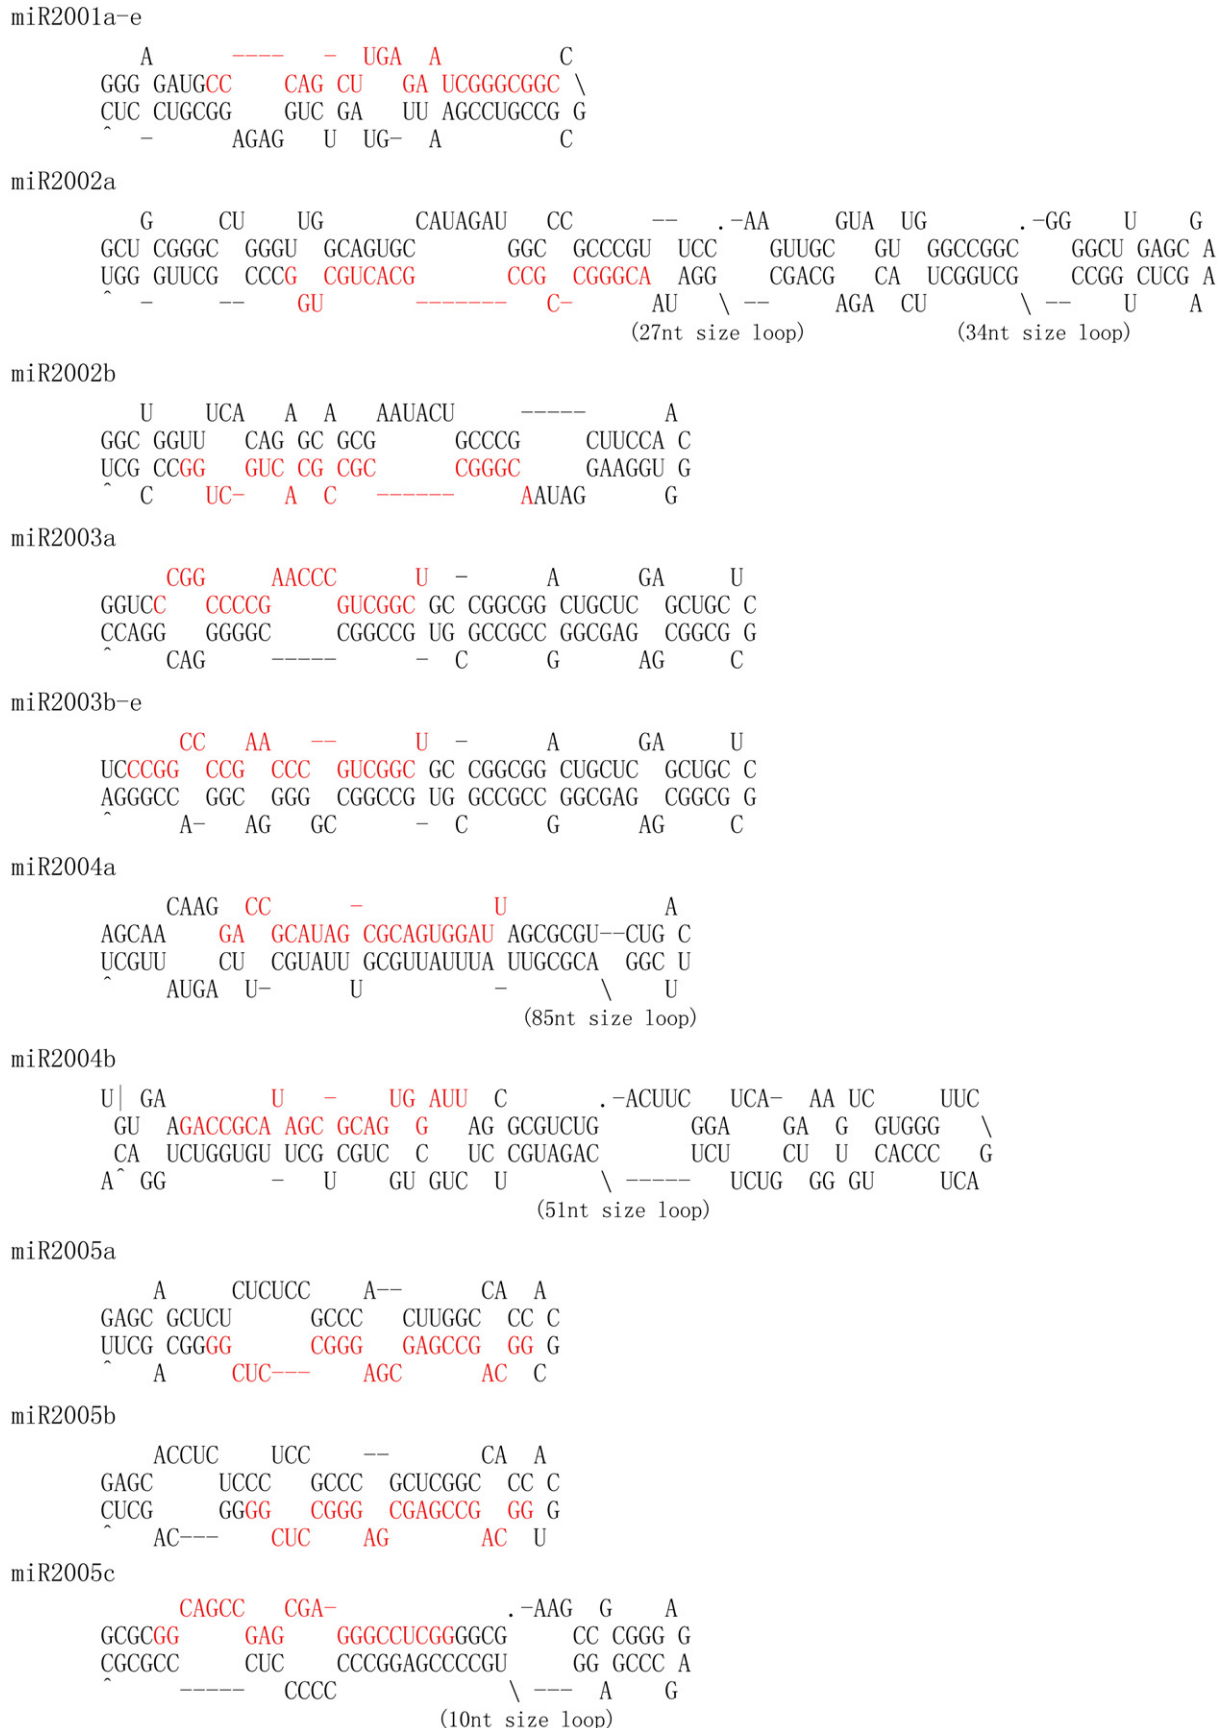 miR2001a-e
A ---- - UGA A C
GGG GAUGCC CAG CU GA UCGGGCGGC \
CUC CUGCGG GUC GA UU AGCCUGCCG G
^ - AGAG U UG- A C
miR2002a
G CU UG CAUAGAU CC -- .-AA GUA UG .-GG U G
GCU CGGGC GGGU GCAGUGC GGC GCCCGU UCC GUUGC GU GGCCGGC GGCU GAGC A
UGG GUUCG CCCG CGUCACG CCG CGGGCA AGG CGACG CA UCGGUCG CCGG CUCG A
^ - -- GU ------- C- AU \ -- AGA CU \ -- U A
(27nt size loop) (34nt size loop)
miR2002b
U UCA A A AAUACU ----- A
GGC GGUU CAG GC GCG GCCCG CUUCCA C
UCG CCGG GUC CG CGC CGGGC GAAGGU G
^ C UC- A C ------ AAUAG G
miR2003a
CGG AACCC U - A GA U
GGUCC CCCCG GUCGGC GC CGGCGG CUGCUC GCUGC C
CCAGG GGGGC CGGCCG UG GCCGCC GGCGAG CGGCG G
^ CAG ----- - C G AG C
miR2003b-e
CC AA -- U - A GA U
UCCCGG CCG CCC GUCGGC GC CGGCGG CUGCUC GCUGC C
AGGGCC GGC GGG CGGCCG UG GCCGCC GGCGAG CGGCG G
^ A- AG GC - C G AG C
miR2004a
CAAG CC - U A
AGCAA GA GCAUAG CGCAGUGGAU AGCGCGU--CUG C
UCGUU CU CGUAUU GCGUUAUUUA UUGCGCA GGC U
^ AUGA U- U - \ U
(85nt size loop)
miR2004b
U| GA U - UG AUU C .-ACUUC UCA- AA UC UUC
GU AGACCGCA AGC GCAG G AG GCGUCUG GGA GA G GUGGG \
CA UCUGGUGU UCG CGUC C UC CGUAGAC UCU CU U CACCC G
A^ GG - U GU GUC U \ ----- UCUG GG GU UCA
(51nt size loop)
miR2005a
A CUCUCC A-- CA A
GAGC GCUCU GCCC CUUGGC CC C
UUCG CGGGG CGGG GAGCCG GG G
^ A CUC--- AGC AC C
miR2005b
ACCUC UCC -- CA A
GAGC UCCC GCCC GCUCGGC CC C
CUCG GGGG CGGG CGAGCCG GG G
^ AC--- CUC AG AC U
miR2005c
CAGCC CGA- .-AAG G A
GCGCGG GAG GGGCCUCGGGGCG CC CGGG G
CGCGCC CUC CCCGGAGCCCCGU GG GCCC A
^ ----- CCCC \ --- A G
(10nt size loop)